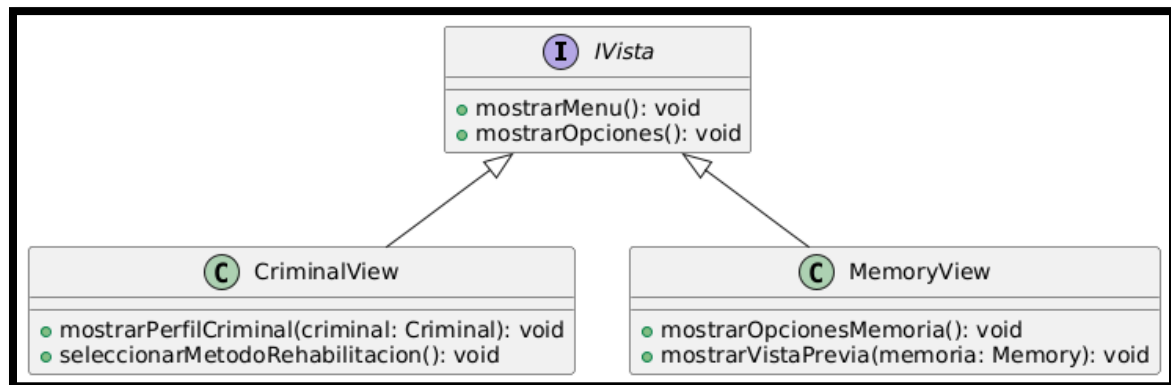 I IVista
mostrarMenu(): void
mostrarOpciones(): void
C CriminalView
mostrarPerfilCriminal(criminal: Criminal): void
seleccionarMetodoRehabilitacion(): void
C MemoryView
mostrarOpcionesMemoria(): void
mostrarVistaPrevia(memoria: Memory): void